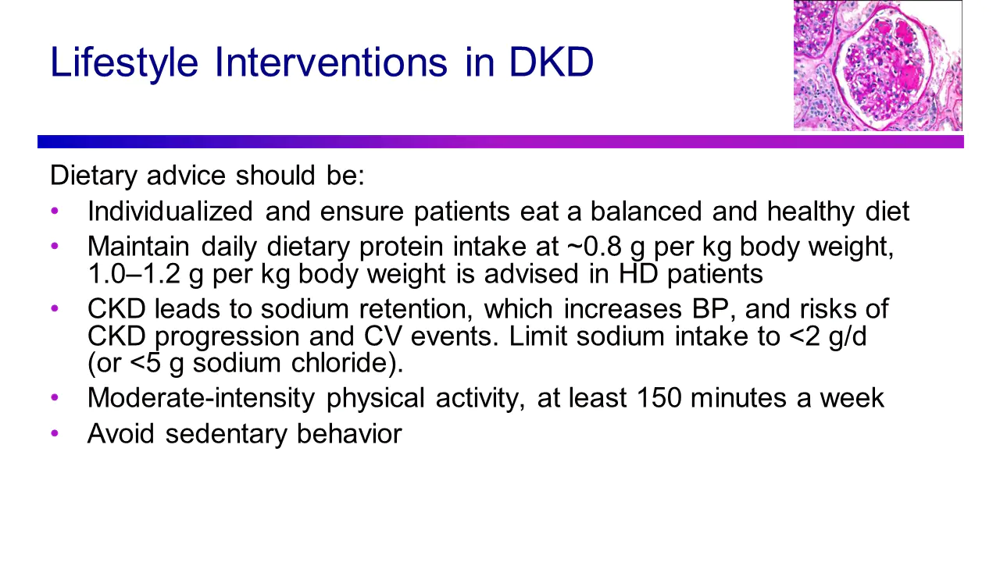 Lifestyle Interventions in DKD
Dietary advice should be:
• Individualized and ensure patients eat a balanced and healthy diet
• Maintain daily dietary protein intake at ~0.8 g per kg body weight,
1.0–1.2 g per kg body weight is advised in HD patients
• CKD leads to sodium retention, which increases BP, and risks of
CKD progression and CV events. Limit sodium intake to <2 g/d
(or <5 g sodium chloride).
• Moderate-intensity physical activity, at least 150 minutes a week
• Avoid sedentary behavior